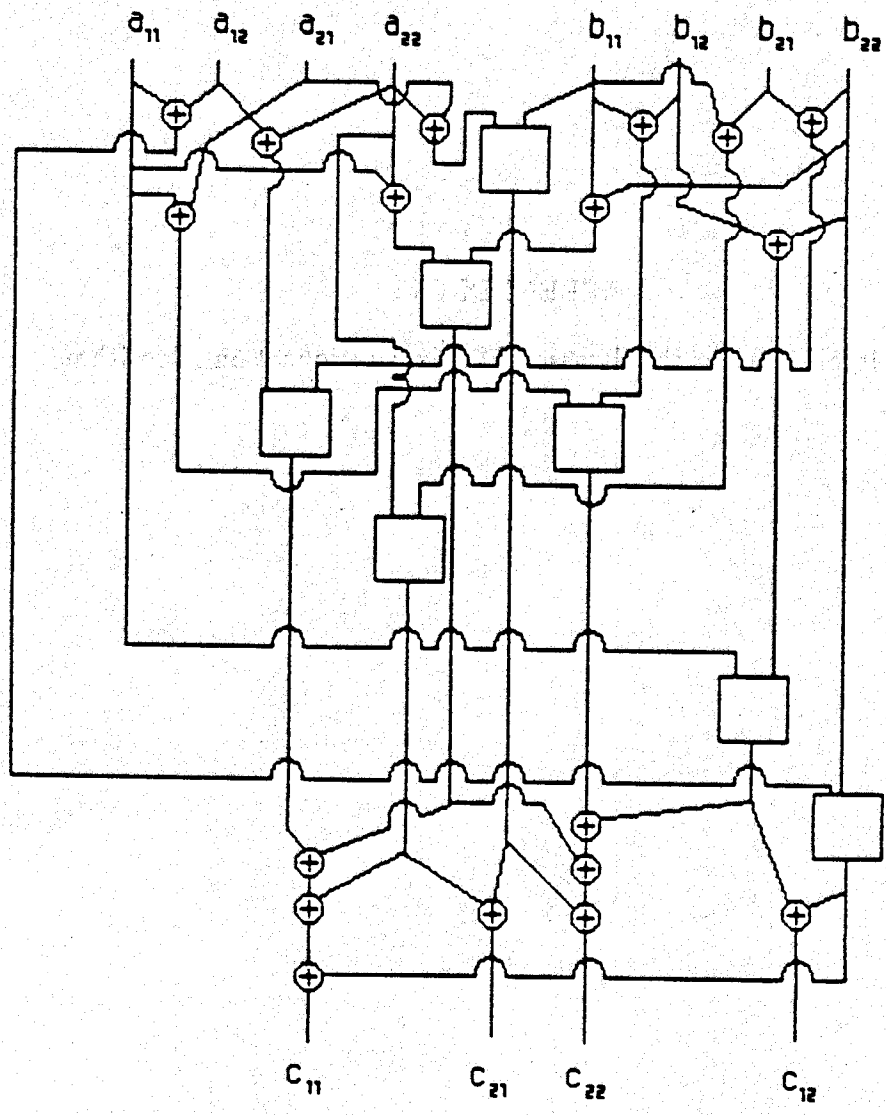 a₁₁ a₁₂ a₂₁ a₂₂ b₁₁ b₁₂ b₂₁ b₂₂
c₁₁ c₂₁ c₂₂ c₁₂